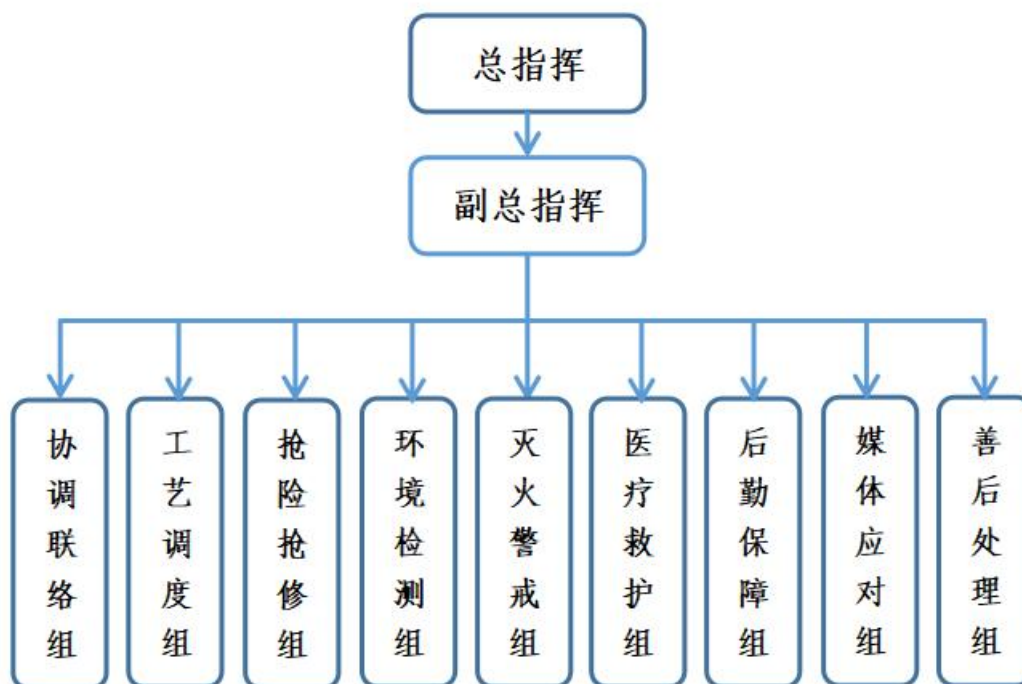 总指挥
副总指挥
协调联络组
工艺调度组
抢险抢修组
环境检测组
灭火警戒组
医疗救护组
后勤保障组
媒体应对组
善后处理组